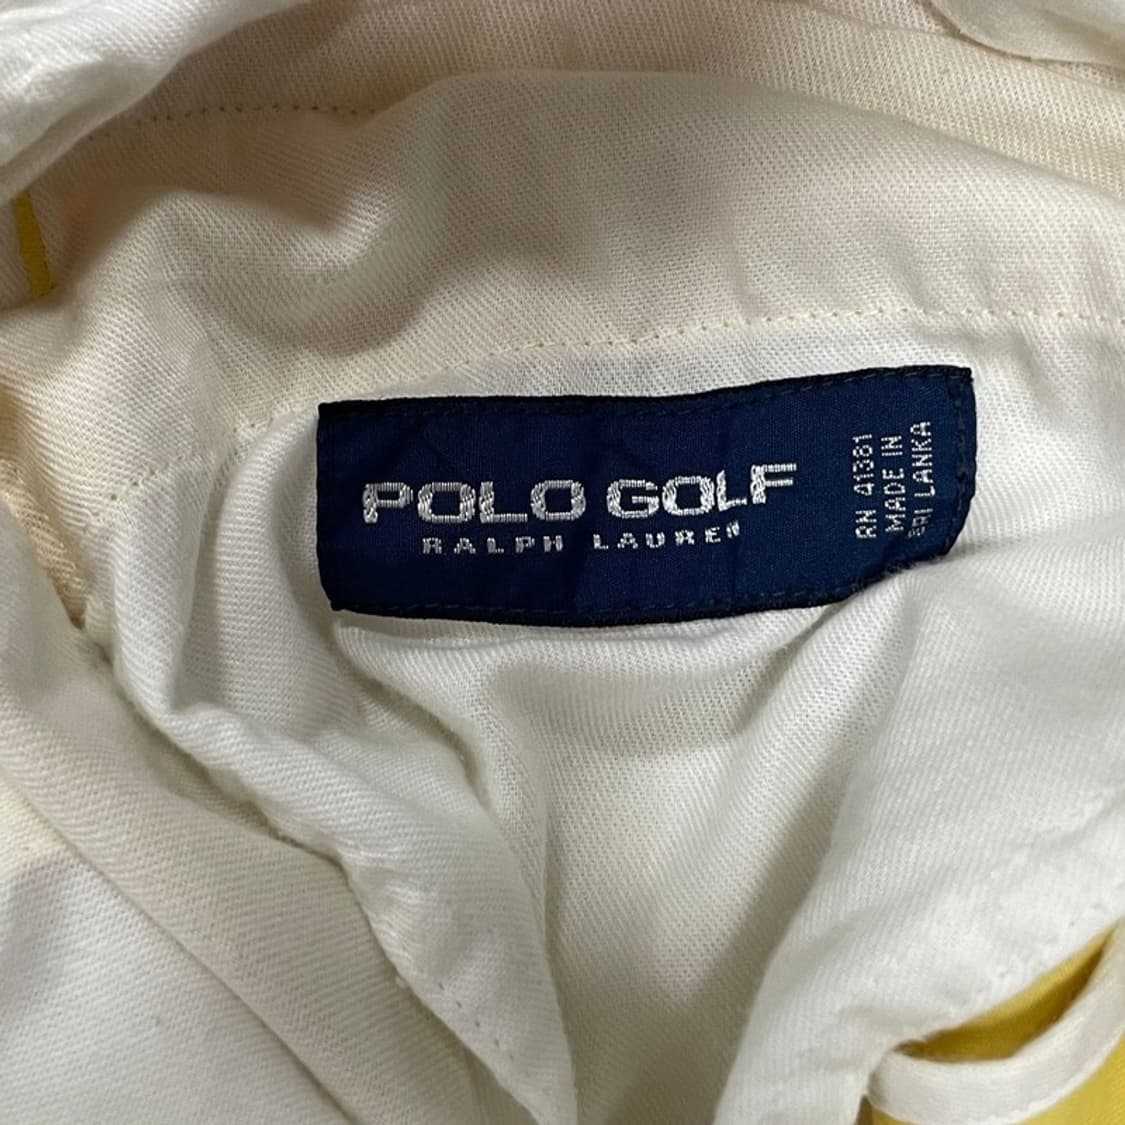 POLO GOLF
RALPH LAUREN
RN 41381
MADE IN
SRI LANKA